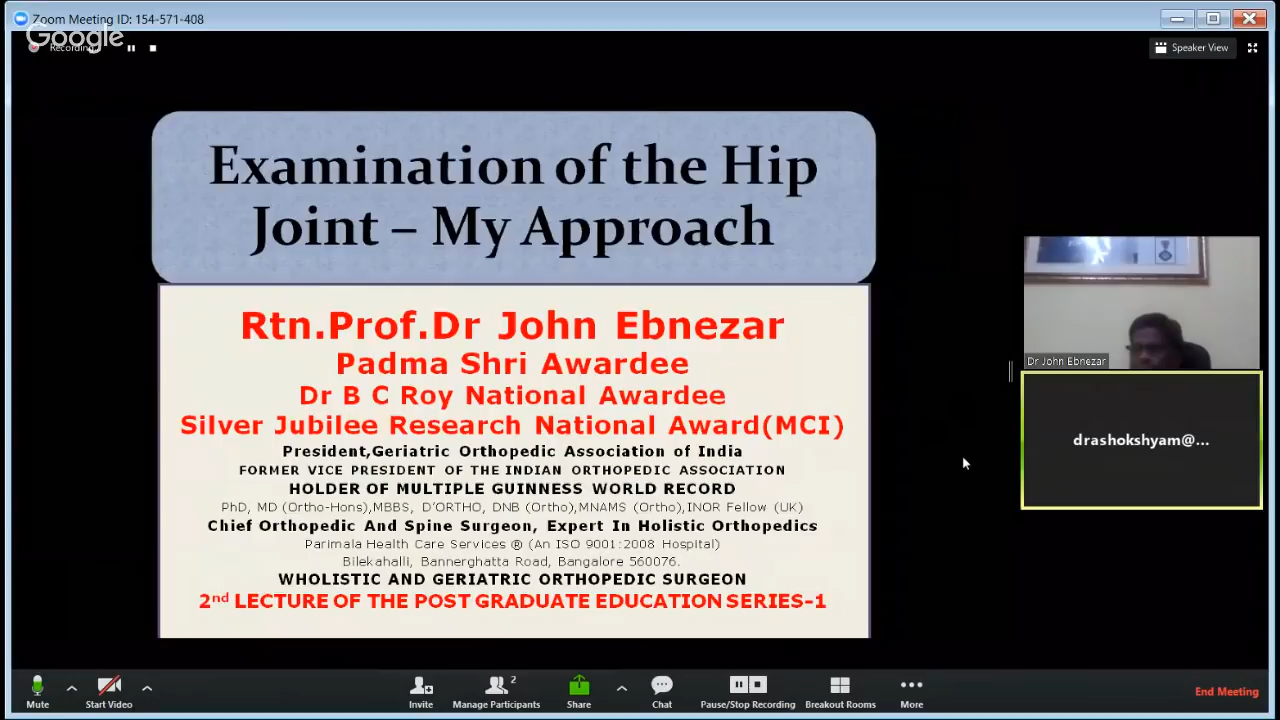 Zoom Meeting ID: 154-571-408
Google
Recording
Speaker View
Examination of the Hip
Joint – My Approach
Rtn.Prof.Dr John Ebnezar
Padma Shri Awardee
Dr B C Roy National Awardee
Silver Jubilee Research National Award(MCI)
President,Geriatric Orthopedic Association of India
FORMER VICE PRESIDENT OF THE INDIAN ORTHOPEDIC ASSOCIATION
HOLDER OF MULTIPLE GUINNESS WORLD RECORD
PhD, MD (Ortho-Hons),MBBS, D'ORTHO, DNB (Ortho),MNAMS (Ortho),INOR Fellow (UK)
Chief Orthopedic And Spine Surgeon, Expert In Holistic Orthopedics
Parimala Health Care Services ® (An ISO 9001:2008 Hospital)
Bilekahalli, Bannerghatta Road, Bangalore 560076.
WHOLISTIC AND GERIATRIC ORTHOPEDIC SURGEON
2nd LECTURE OF THE POST GRADUATE EDUCATION SERIES-1
Dr John Ebnezar
drashokshyam@...
Mute
Start Video
Invite
2
Manage Participants
Share
Chat
Pause/Stop Recording
Breakout Rooms
More
End Meeting